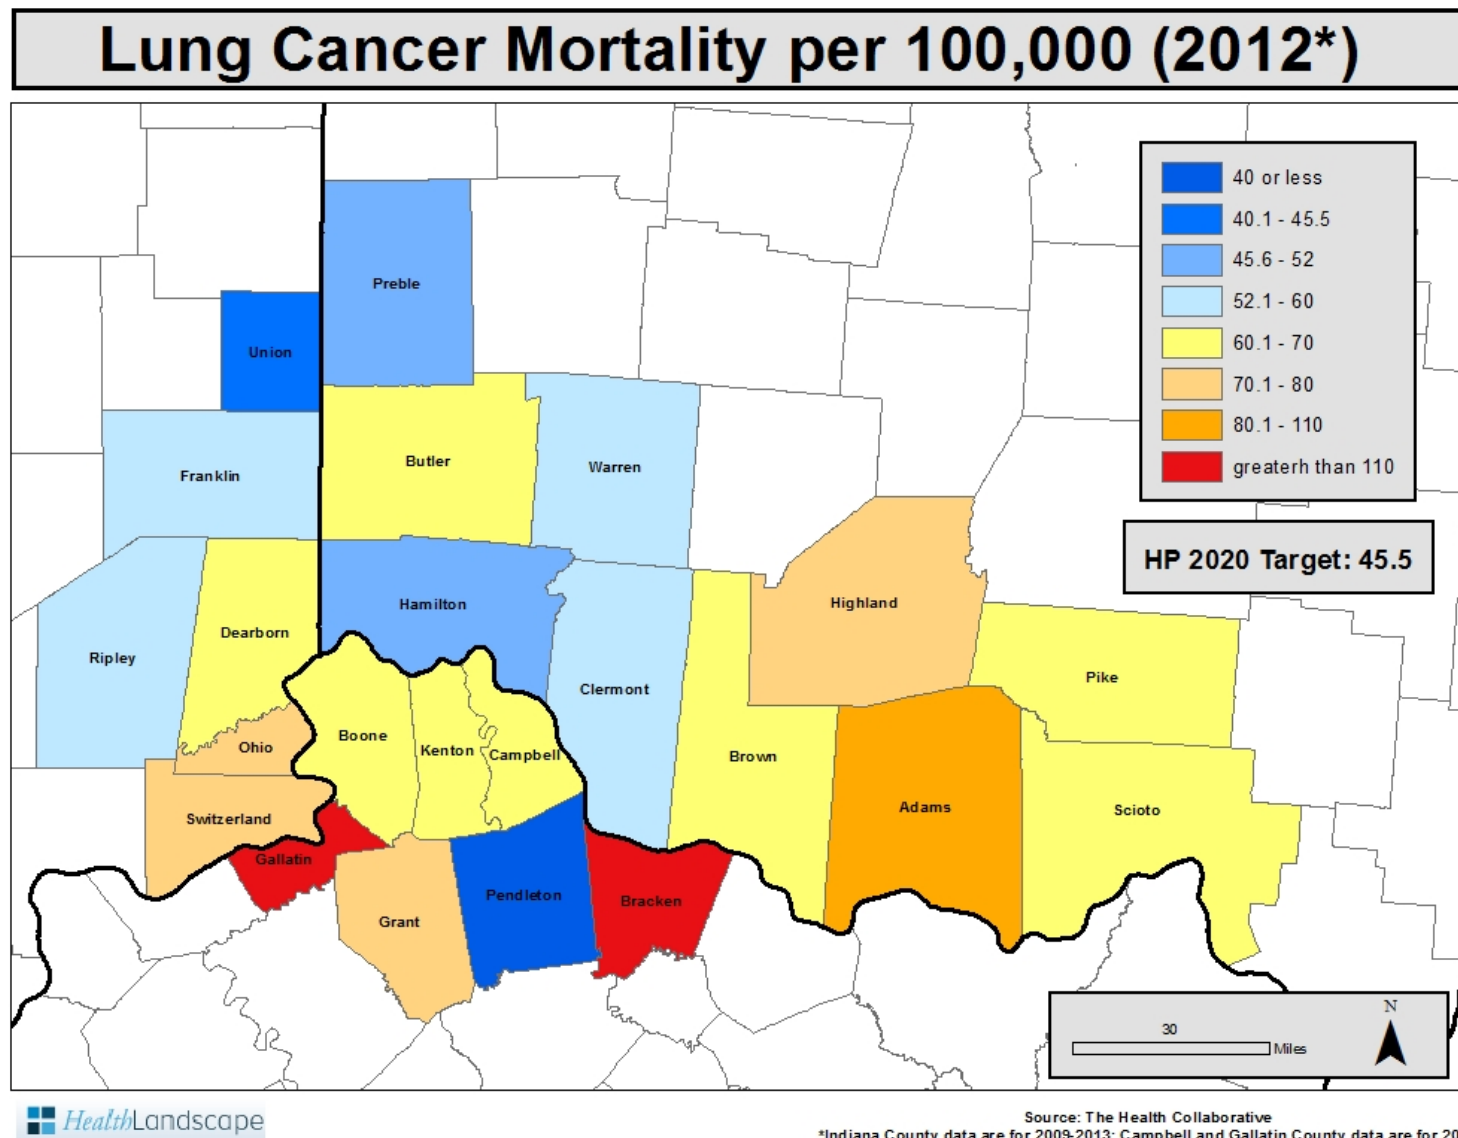 Lung Cancer Mortality per 100,000 (2012*)
40 or less
40.1 - 45.5
45.6 - 52
52.1 - 60
60.1 - 70
70.1 - 80
80.1 - 110
greaterh than 110
HP 2020 Target: 45.5
Preble
Union
Butler
Warren
Franklin
Hamilton
Highland
Dearborn
Ripley
Clermont
Pike
Boone
Kenton
Campbell
Ohio
Brown
Adams
Scioto
Switzerland
Gallatin
Pendleton
Bracken
Grant
N
30
Miles
HealthLandscape
Source: The Health Collaborative
*Indiana County data are for 2009-2013; Campbell and Gallatin County data are for 20